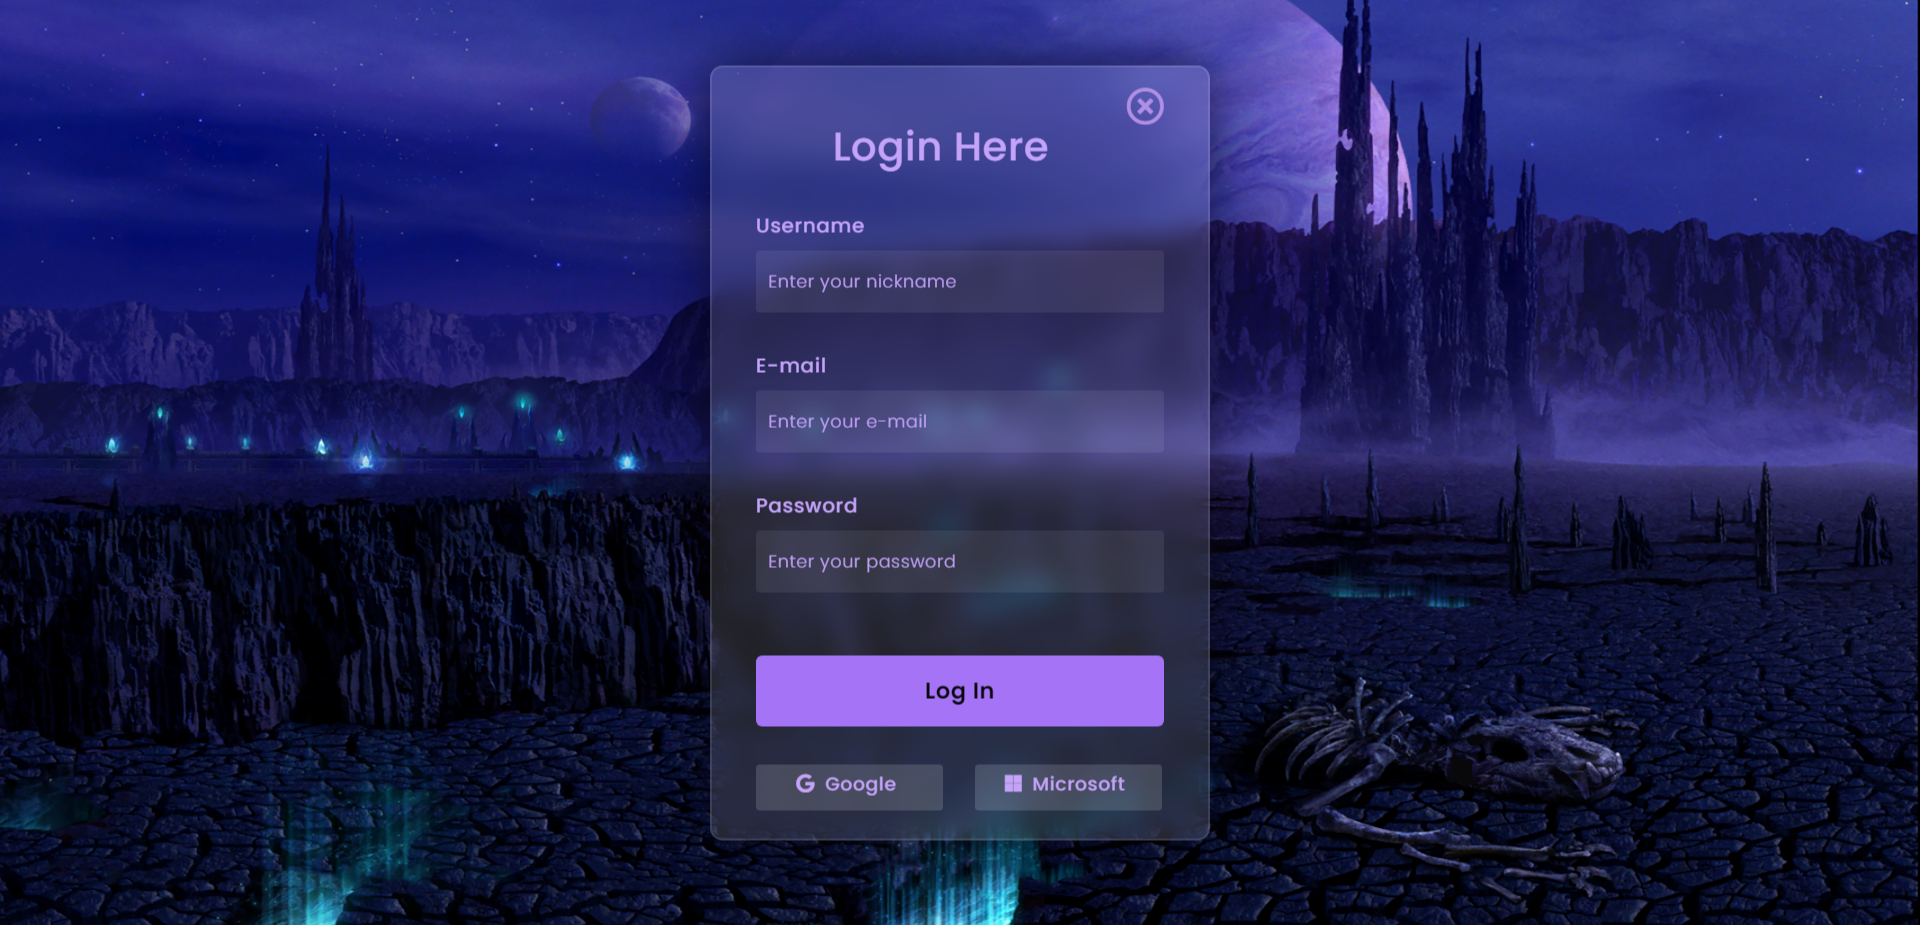 Login Here
Username
Enter your nickname
E-mail
Enter your e-mail
Password
Enter your password
Log In
Google
Microsoft